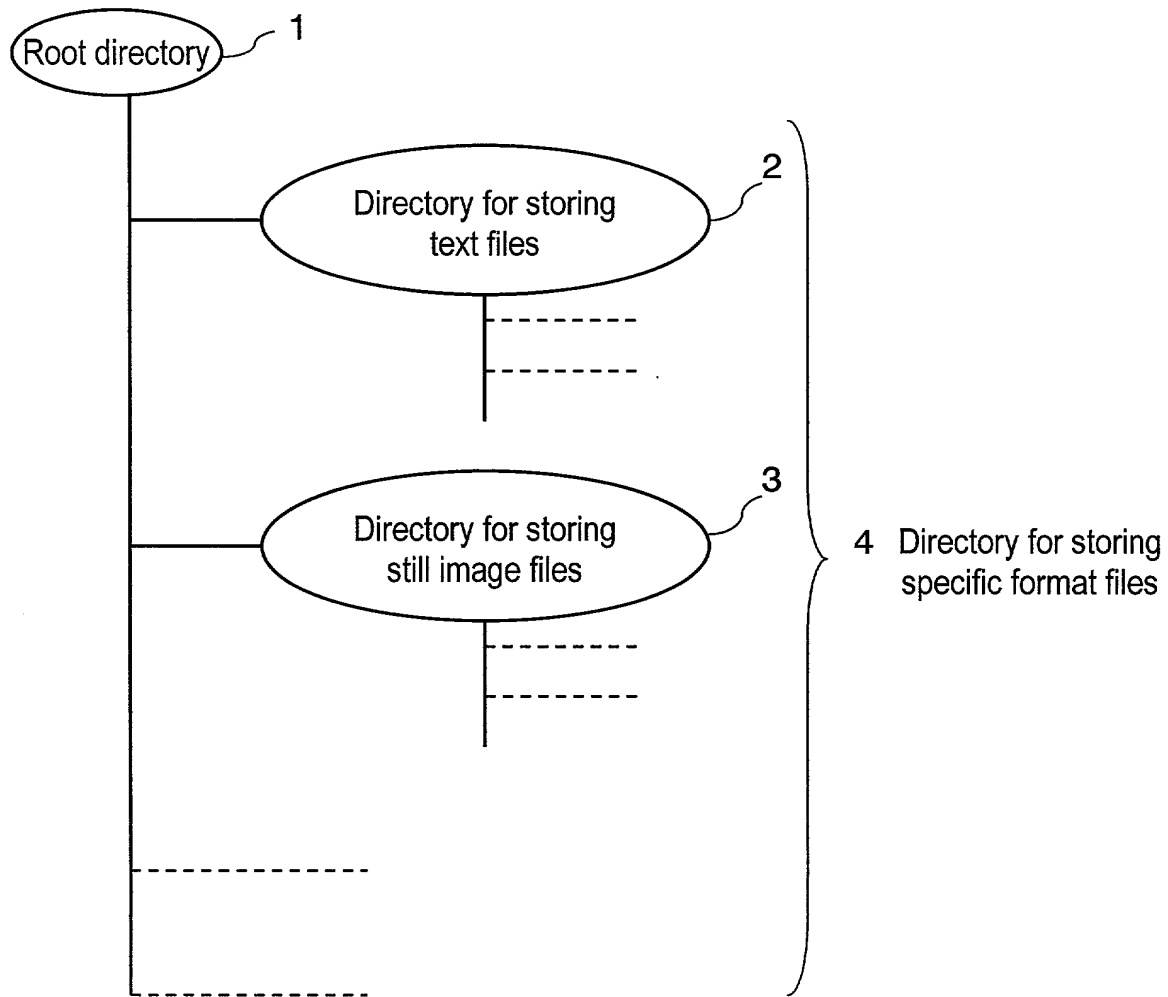 Root directory
1
Directory for storing
text files
2
Directory for storing
still image files
3
4 Directory for storing
specific format files